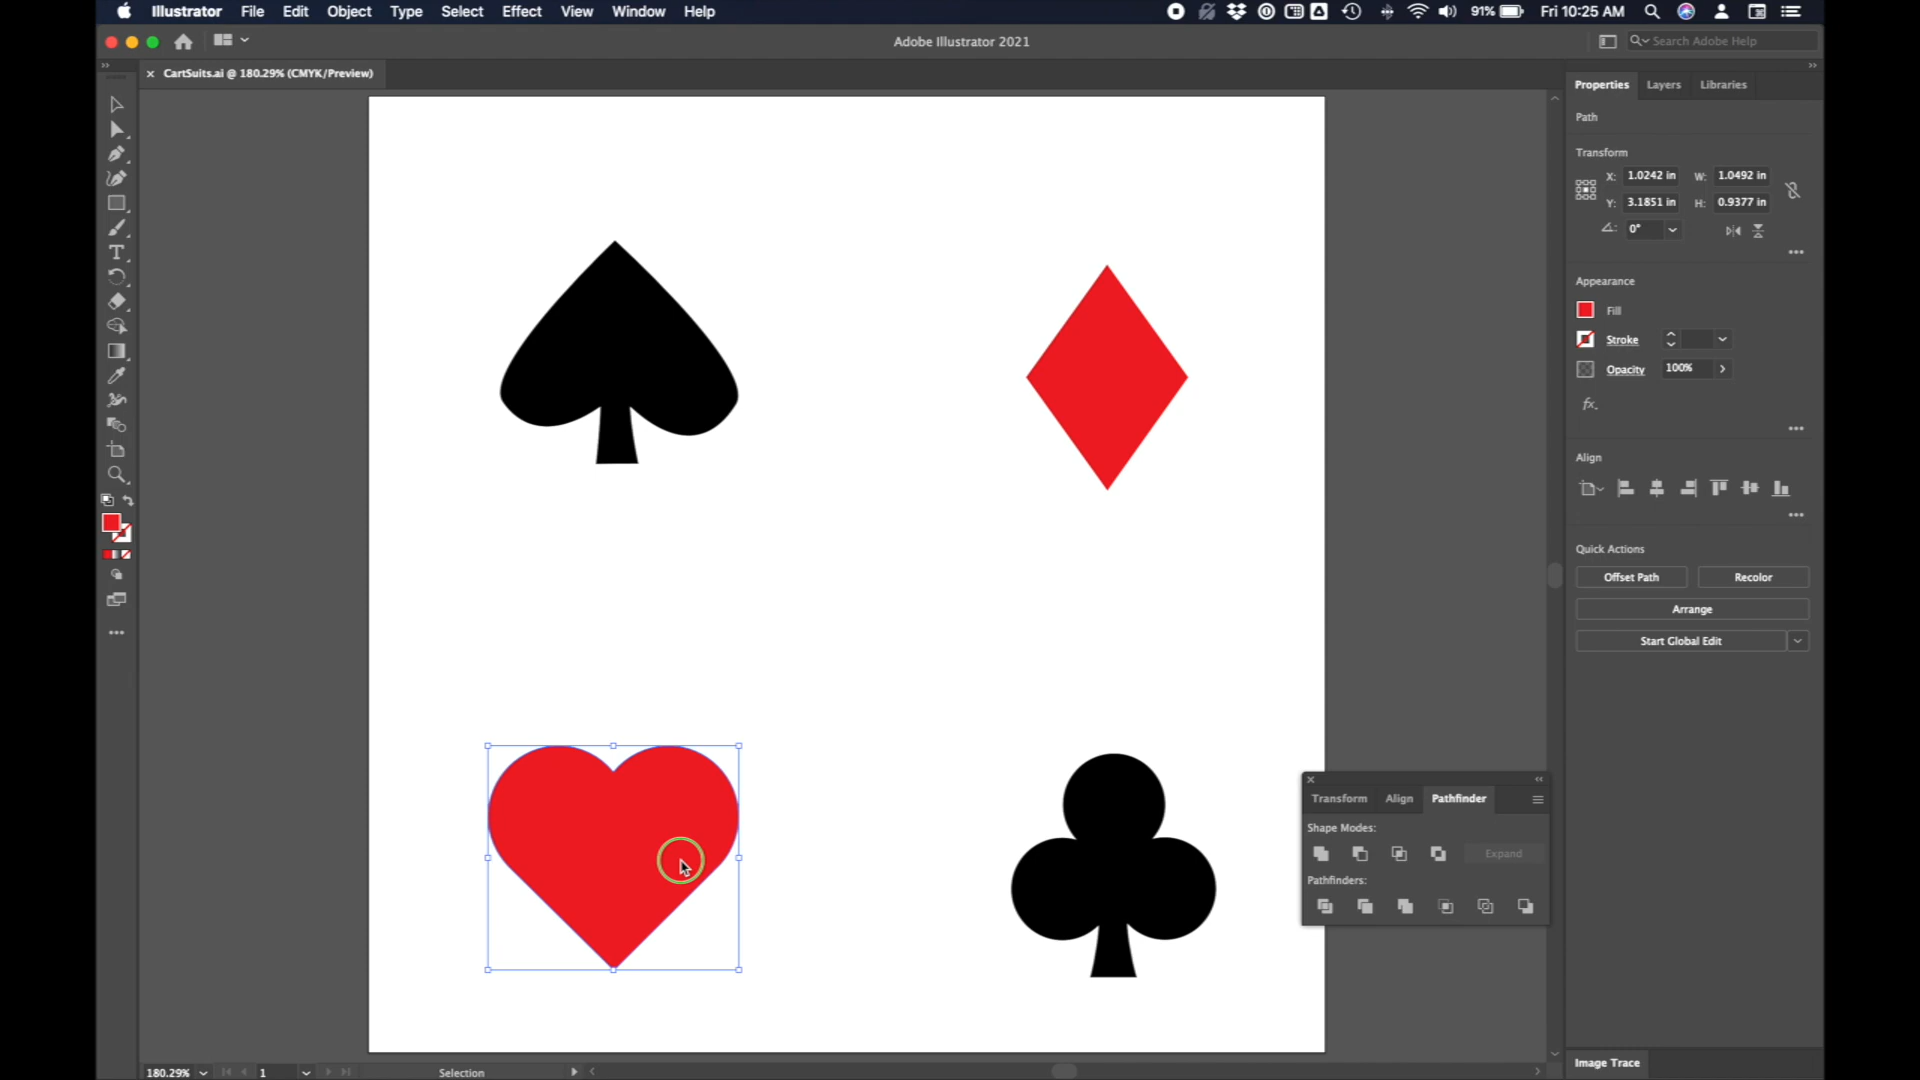 Illustrator File Edit Object Type Select Effect View Window Help
91% Fri 10:25 AM
Adobe Illustrator 2021
Search Adobe Help
× CartSuits.ai @ 180.29% (CMYK/Preview)
Properties Layers Libraries
Path
Transform
X: 1.0242 in W: 1.0492 in
Y: 3.1851 in H: 0.9377 in
0°
Appearance
Fill
Stroke
Opacity 100%
fx.
Align
Quick Actions
Offset Path Recolor
Arrange
Start Global Edit
Transform Align Pathfinder
Shape Modes:
Expand
Pathfinders:
Image Trace
180.29% 1 Selection